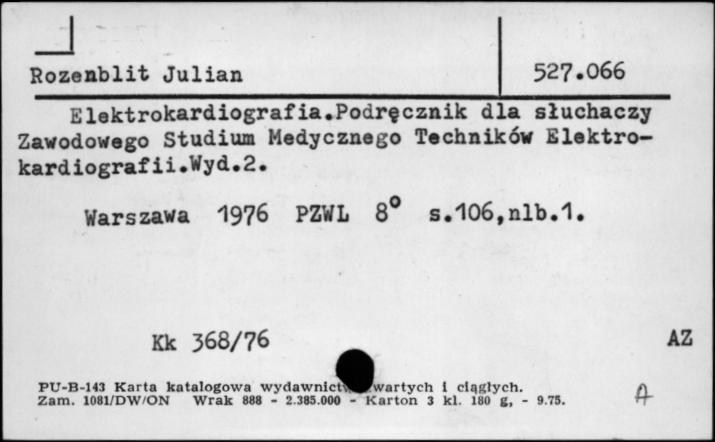 Rozenblit Julian 527.066
Elektrokardiografia.Podręcznik dla słuchaczy
Zawodowego Studium Medycznego Techników Elektro-
kardiografii.Wyd.2.
Warszawa 1976 PZWL 8° s.106,nlb.1.
Kk 368/76 AZ
PU-B-143 Karta katalogowa wydawnictw wartych i ciągłych.
Zam. 1081/DW/ON Wrak 888 - 2.385.000 - Karton 3 kl. 180 g, - 9.75.
A